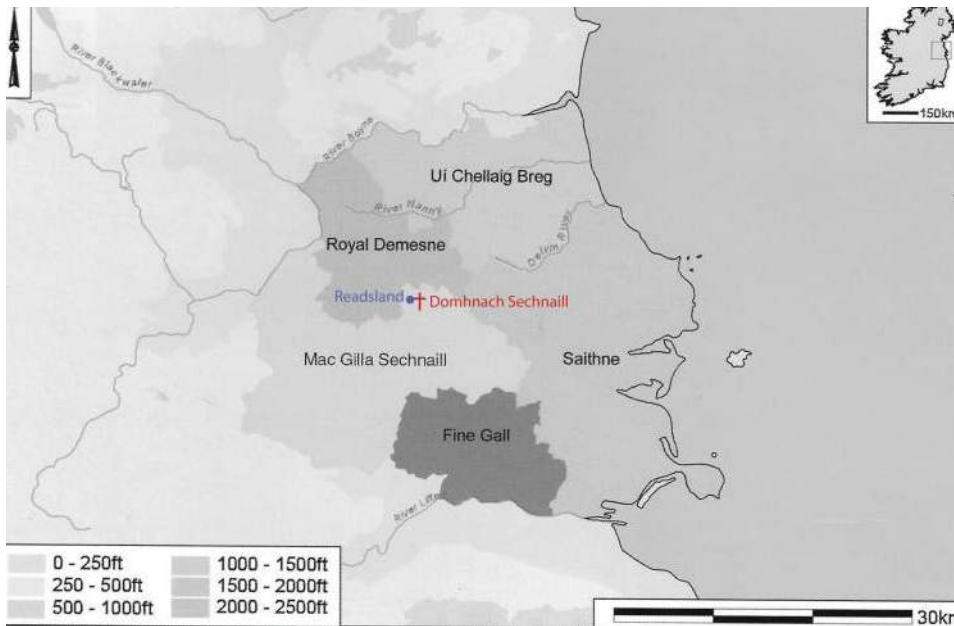 150km
River Blackwater
River Boyne
Uí Chellaig Breg
River Nanny
Delvin River
Royal Demesne
Readsland
Domhnach Sechnaill
Mac Gilla Sechnaill
Saithne
Fine Gall
River Liffey
0 - 250ft
250 - 500ft
500 - 1000ft
1000 - 1500ft
1500 - 2000ft
2000 - 2500ft
30km